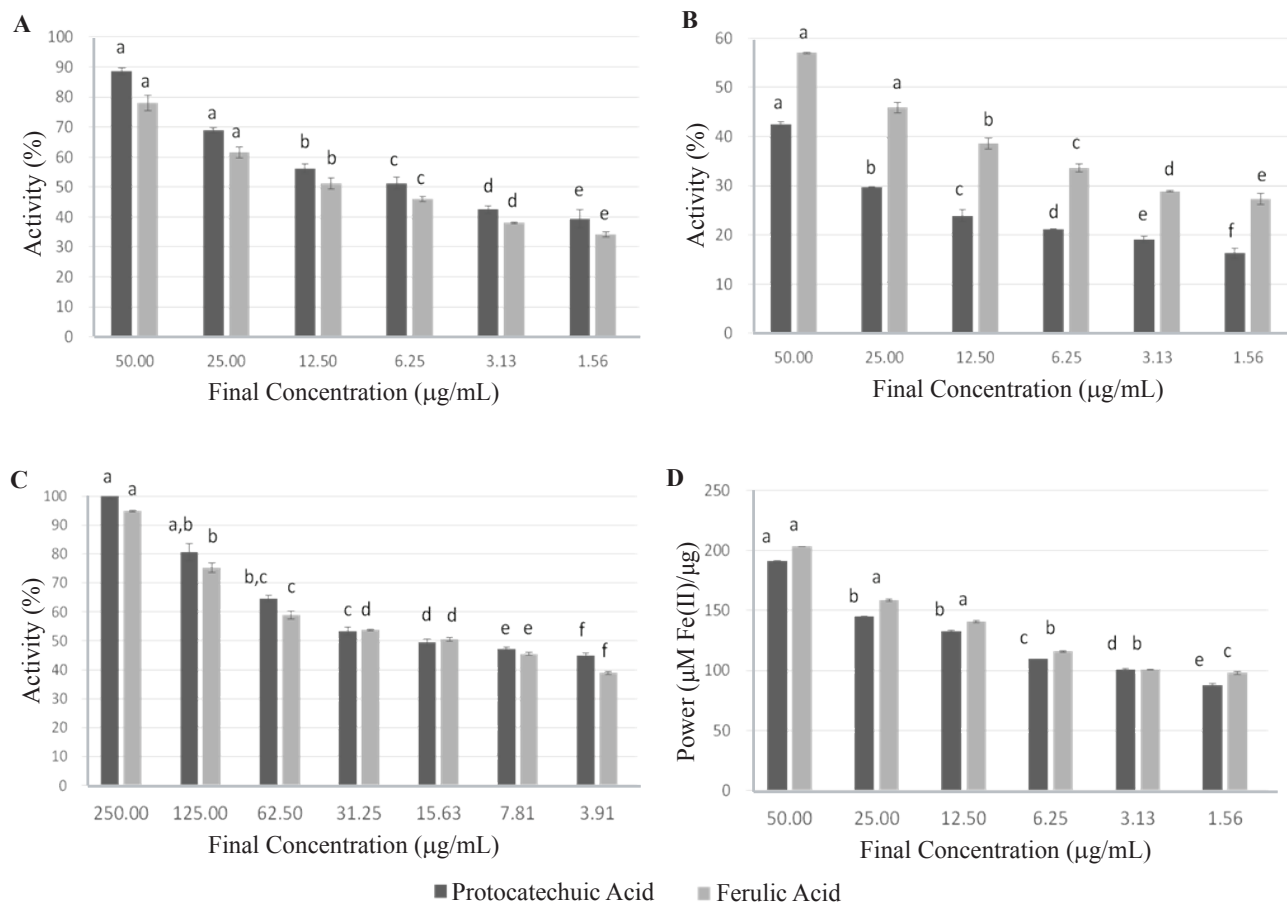 A
Activity (%)
100
90
80
70
60
50
40
30
20
10
0
a a a a b b c c d d e e
50.00 25.00 12.50 6.25 3.13 1.56
Final Concentration (μg/mL)
B
Activity (%)
60
50
40
30
20
10
0
a a b a c b d c e d f e
50.00 25.00 12.50 6.25 3.13 1.56
Final Concentration (μg/mL)
C
Activity (%)
100
90
80
70
60
50
40
30
20
10
0
a a a,b b b,c c c d d d e e f f
250.00 125.00 62.50 31.25 15.63 7.81 3.91
Final Concentration (μg/mL)
D
Power (μM Fe(II)/μg)
250
200
150
100
50
0
a a b a b a c b d b e c
50.00 25.00 12.50 6.25 3.13 1.56
Final Concentration (μg/mL)
Protocatechuic Acid Ferulic Acid